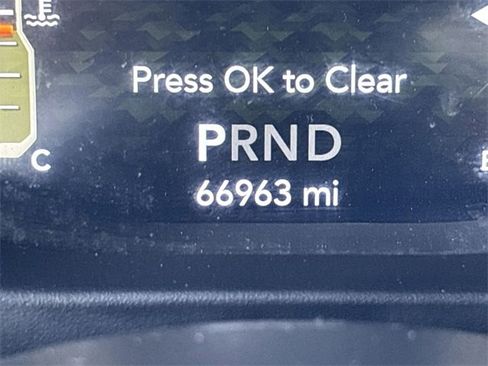 Press OK to Clear
PRND
66963 mi
C